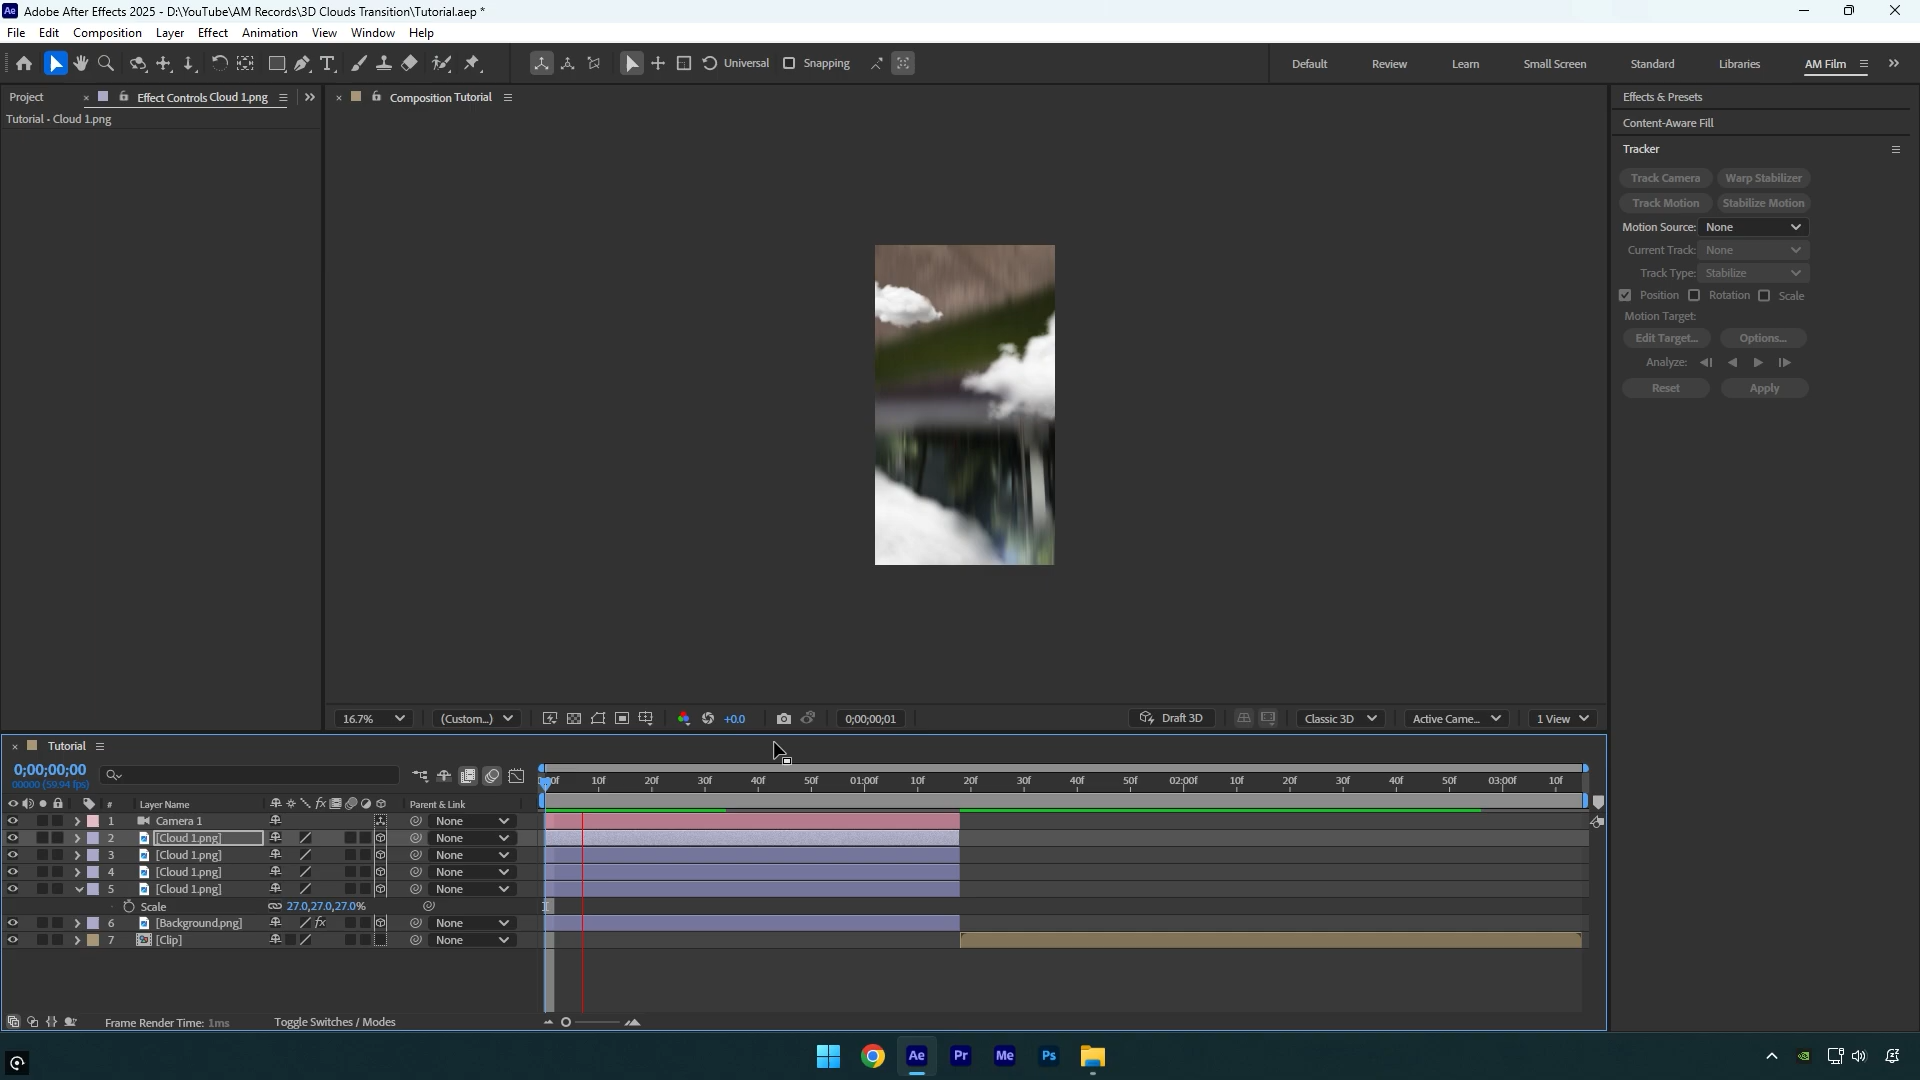 Adobe After Effects 2025 - D:\YouTube\AM Records\3D Clouds Transition\Tutorial.aep *
File Edit Composition Layer Effect Animation View Window Help
Universal Snapping Default Review Learn Small Screen Standard Libraries AM Film
Project Effect Controls Cloud 1.png Composition Tutorial Effects & Presets
Tutorial - Cloud 1.png
Content-Aware Fill
Tracker
Track Camera Warp Stabilizer
Track Motion Stabilize Motion
Motion Source: None
Current Track: None
Track Type: Stabilize
Position Rotation Scale
Motion Target:
Edit Target... Options...
Analyze:
Reset Apply
16.7% (Custom...) +0.0 0;00;00;01 Draft 3D Classic 3D Active Came... 1 View
Tutorial
0;00;00;00
00000 (59.94 fps)
10f 20f 30f 40f 50f 01:00f 10f 20f 30f 40f 50f 02:00f 10f 20f 30f 40f 50f 03:00f 10f
# Layer Name fx Parent & Link
1 Camera 1 None
2 [Cloud 1.png] None
3 [Cloud 1.png] None
4 [Cloud 1.png] None
5 [Cloud 1.png] None
Scale 27.0,27.0,27.0%
6 [Background.png] fx None
7 [Clip] None
Frame Render Time: 1ms Toggle Switches / Modes
Ae Pr Me Ps